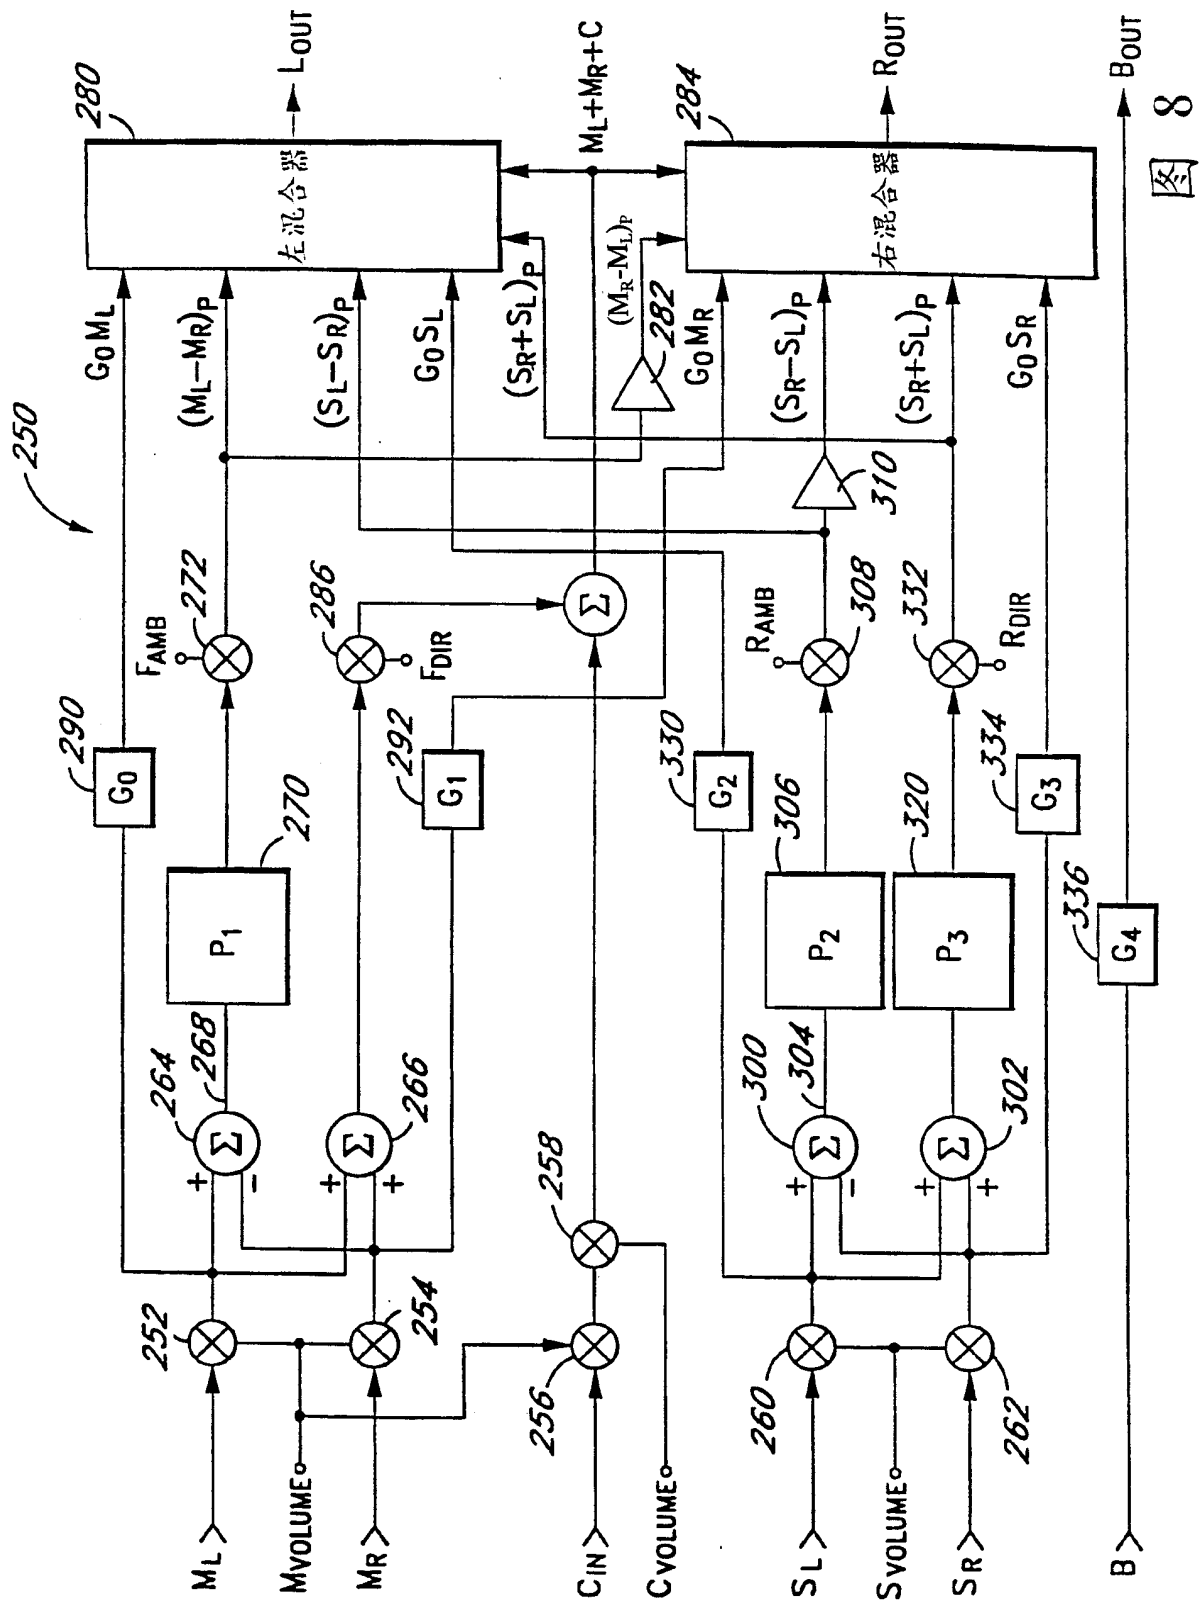 250
ML
MVOLUME
MR
CIN
CVOLUME
SL
SVOLUME
SR
B
252
254
256
258
260
262
+
−
264
Σ
268
+
+
266
Σ
+
−
300
Σ
304
+
+
302
Σ
P1
270
P2
306
P3
320
G0
290
G1
292
G2
330
G3
334
G4
336
FAMB
272
286
FDIR
Σ
RAMB
308
332
RDIR
310
282
G0ML
(ML−MR)P
(SL−SR)P
G0SL
(SR+SL)P
(MR−ML)P
G0MR
(SR−SL)P
(SR+SL)P
G0SR
左混合器
280
LOUT
ML+MR+C
右混合器
284
ROUT
BOUT
图 8